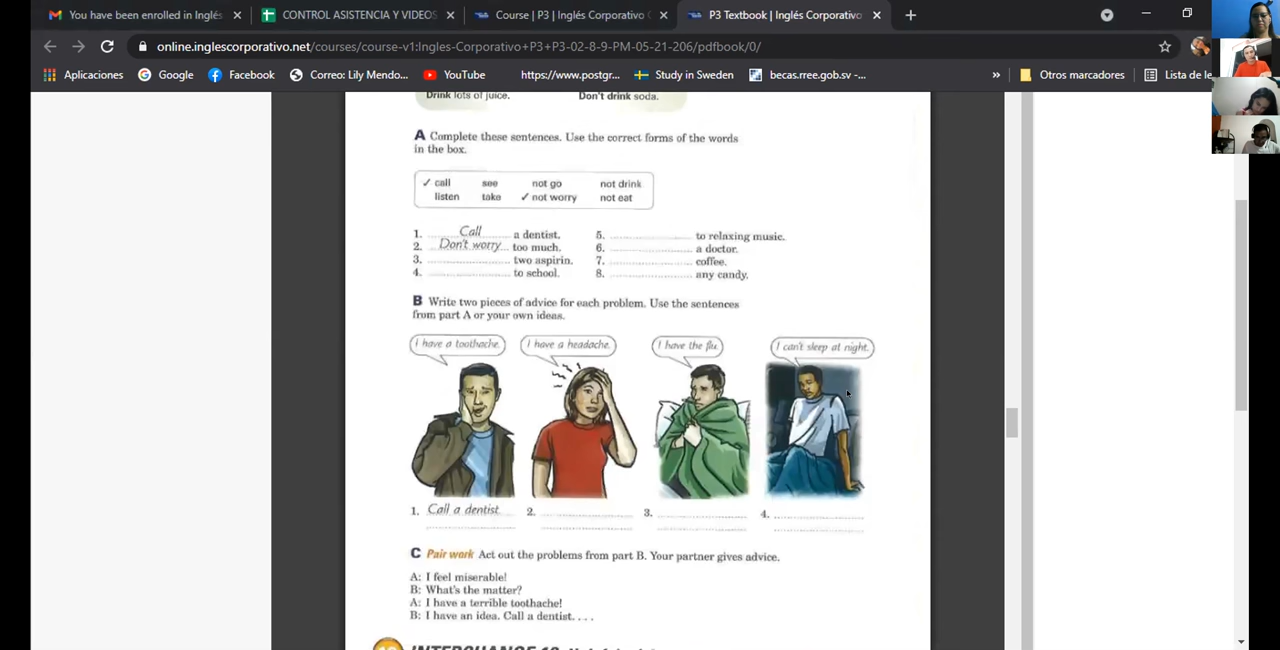 You have been enrolled in Inglés
CONTROL ASISTENCIA Y VIDEOS
Course | P3 | Inglés Corporativo
P3 Textbook | Inglés Corporativo
online.inglescorporativo.net/courses/course-v1:Ingles-Corporativo+P3+P3-02-8-9-PM-05-21-206/pdfbook/0/
Aplicaciones
Google
Facebook
Correo: Lily Mendo...
YouTube
https://www.postgr...
Study in Sweden
becas.rree.gob.sv -...
»
Otros marcadores
Lista de le
Drink lots of juice. Don't drink soda.
A Complete these sentences. Use the correct forms of the words
in the box.
✓ call see not go not drink
listen take ✓ not worry not eat
1. Call a dentist.
2. Don't worry too much.
3. two aspirin.
4. to school.
5. to relaxing music.
6. a doctor.
7. coffee.
8. any candy.
B Write two pieces of advice for each problem. Use the sentences
from part A or your own ideas.
I have a toothache.
I have a headache.
I have the flu.
I can't sleep at night.
1. Call a dentist.
2.
3.
4.
C Pair work Act out the problems from part B. Your partner gives advice.
A: I feel miserable!
B: What's the matter?
A: I have a terrible toothache!
B: I have an idea. Call a dentist. . . .